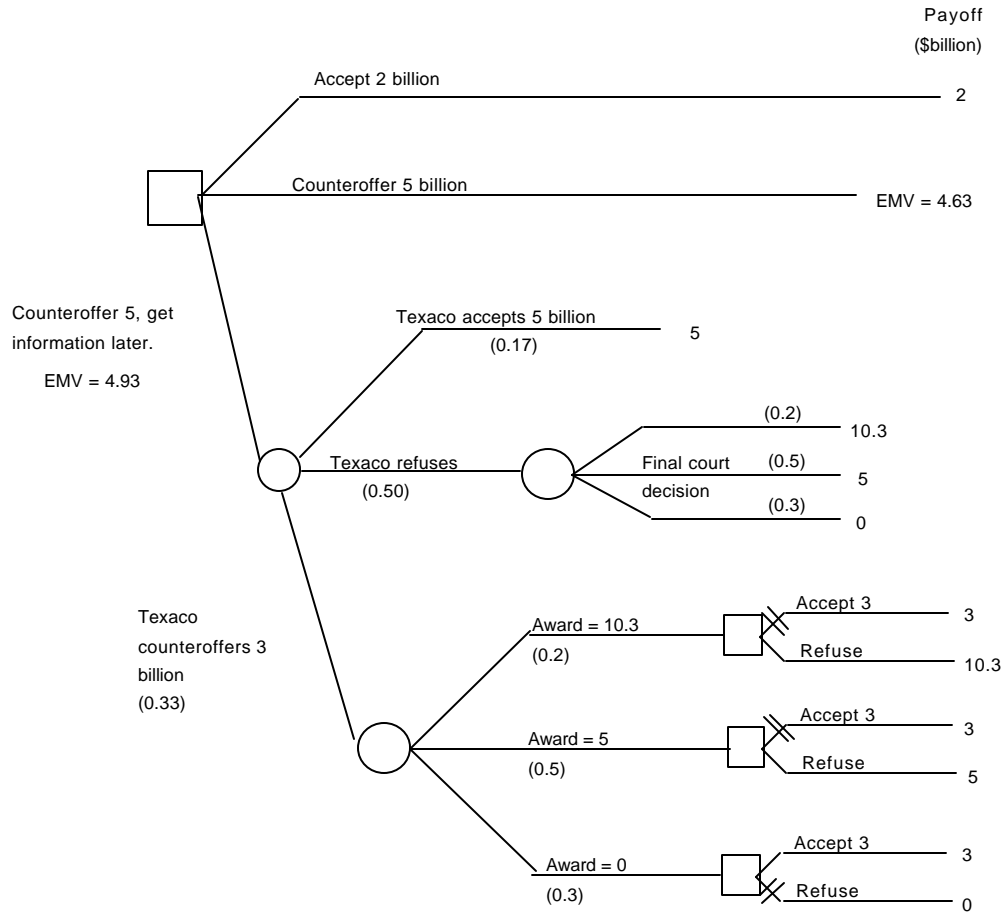 Payoff
($billion)
Accept 2 billion
2
Counteroffer 5 billion
EMV = 4.63
Counteroffer 5, get
information later.
EMV = 4.93
Texaco accepts 5 billion
(0.17)
5
Texaco refuses
(0.50)
Final court
decision
(0.2)
10.3
(0.5)
5
(0.3)
0
Texaco
counteroffers 3
billion
(0.33)
Award = 10.3
(0.2)
Accept 3
3
Refuse
10.3
Award = 5
(0.5)
Accept 3
3
Refuse
5
Award = 0
(0.3)
Accept 3
3
Refuse
0